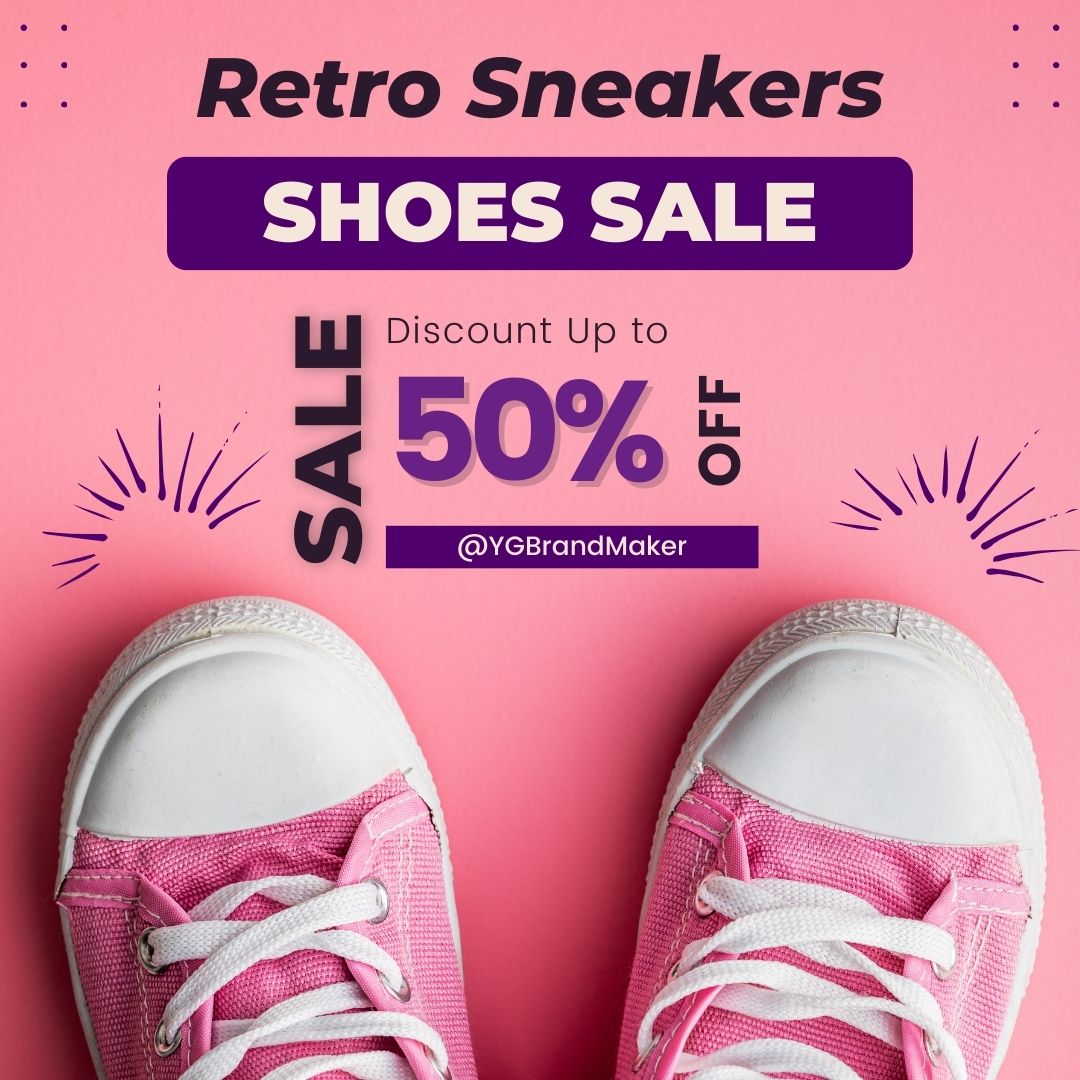 Retro Sneakers
SHOES SALE
SALE
Discount Up to
50%
OFF
@YGBrandMaker